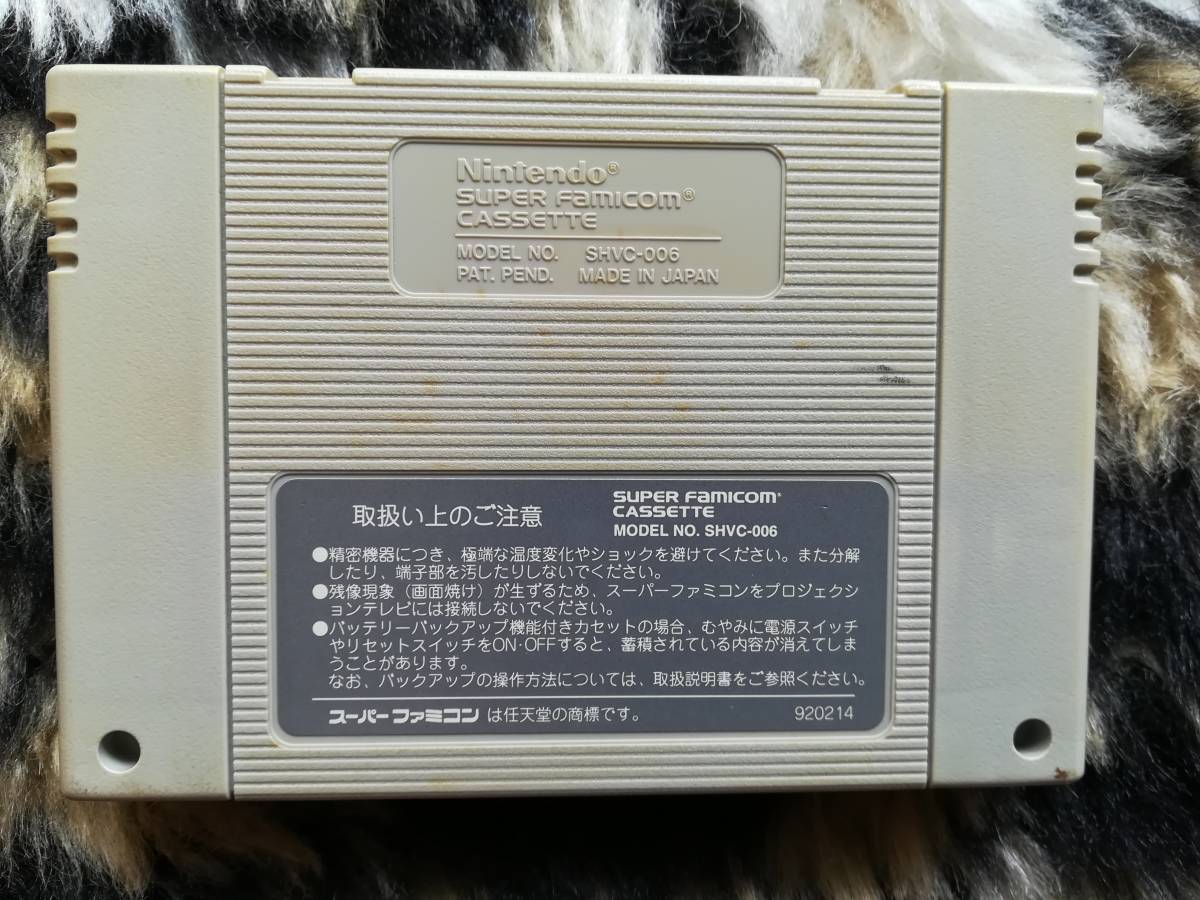 Nintendo®
SUPER FAMICOM®
CASSETTE
MODEL NO. SHVC-006
PAT. PEND. MADE IN JAPAN
取扱い上のご注意
SUPER FAMICOM®
CASSETTE
MODEL NO. SHVC-006
●精密機器につき、極端な温度変化やショックを避けてください。また分解
したり、端子部を汚したりしないでください。
●残像現象（画面焼け）が生ずるため、スーパーファミコンをプロジェクシ
ョンテレビには接続しないでください。
●バッテリーバックアップ機能付きカセットの場合、むやみに電源スイッチ
やリセットスイッチをON・OFFすると、蓄積されている内容が消えてしま
うことがあります。
なお、バックアップの操作方法については、取扱説明書をご参照ください。
スーパーファミコン は任天堂の商標です。
920214